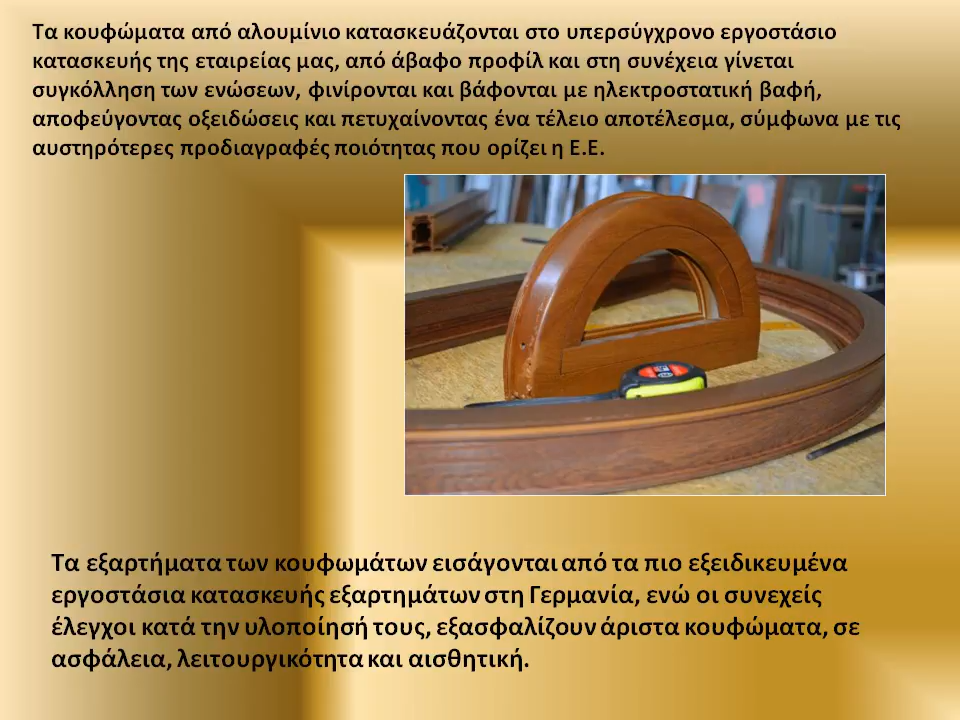 Τα κουφώματα από αλουμίνιο κατασκευάζονται στο υπερσύγχρονο εργοστάσιο
κατασκευής της εταιρείας μας, από άβαφο προφίλ και στη συνέχεια γίνεται
συγκόλληση των ενώσεων, φινίρονται και βάφονται με ηλεκτροστατική βαφή,
αποφεύγοντας οξειδώσεις και πετυχαίνοντας ένα τέλειο αποτέλεσμα, σύμφωνα με τις
αυστηρότερες προδιαγραφές ποιότητας που ορίζει η Ε.Ε.
Τα εξαρτήματα των κουφωμάτων εισάγονται από τα πιο εξειδικευμένα
εργοστάσια κατασκευής εξαρτημάτων στη Γερμανία, ενώ οι συνεχείς
έλεγχοι κατά την υλοποίησή τους, εξασφαλίζουν άριστα κουφώματα, σε
ασφάλεια, λειτουργικότητα και αισθητική.